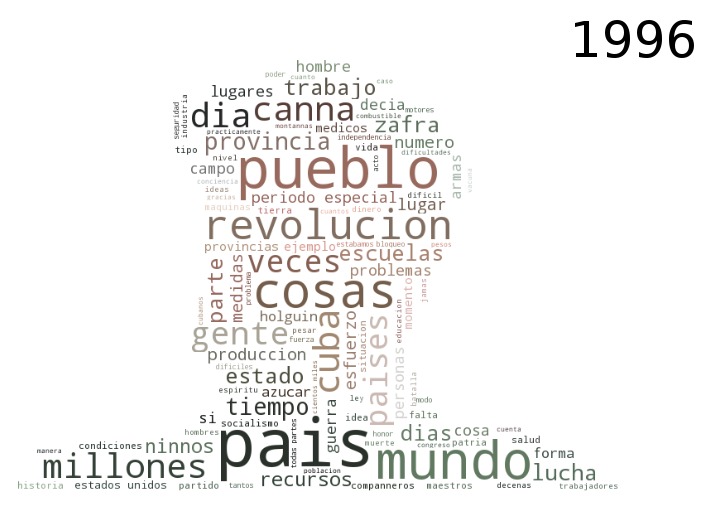 1996
hombre
poder cuanto
caso
lugares trabajo
dia canna decia
motores
combustible
seguridad
industria
montannas medicos zafra
practicamente
independencia
provincia numero
tipo
vida
acto
dificultades
nivel
pueblo
campo
armas
vacuna
conciencia
ideas
gracias
periodo especial
dificil
lugar
maquinas
tierra
cuantos dinero
revolucion
provincias ejemplo
estabamos bloqueo
pesos
escuelas
veces
problemas
parte
medidas
problema
cosas
momento
janas
cubanos
holguin
cuba
esfuerzo
situacion
paises
educacion
pesar
fuerza
gente
produccion
personas
batalla
dificiles
estado
espiritu
azucar
cientos miles
tiempo
ley
modo
falta
si
socialismo
guerra
idea
hombres
pais
todas partes
honor
muerte
dias cosa
cuenta
congreso
patria
salud
manera
condiciones ninnos
mundo
forma
millones
poblacion
recursos
lucha
historia estados unidos partido tantos
companneros maestros decenas trabajadores